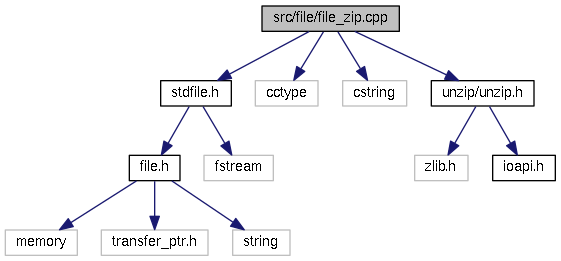 src/file/file_zip.cpp
stdfile.h
cctype
cstring
unzip/unzip.h
file.h
fstream
zlib.h
ioapi.h
memory
transfer_ptr.h
string